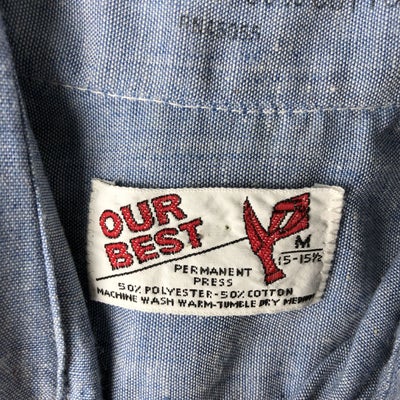 OUR
BEST
M
15-15½
PERMANENT
PRESS
50% POLYESTER-50% COTTON
MACHINE WASH WARM-TUMBLE DRY MEDIUM